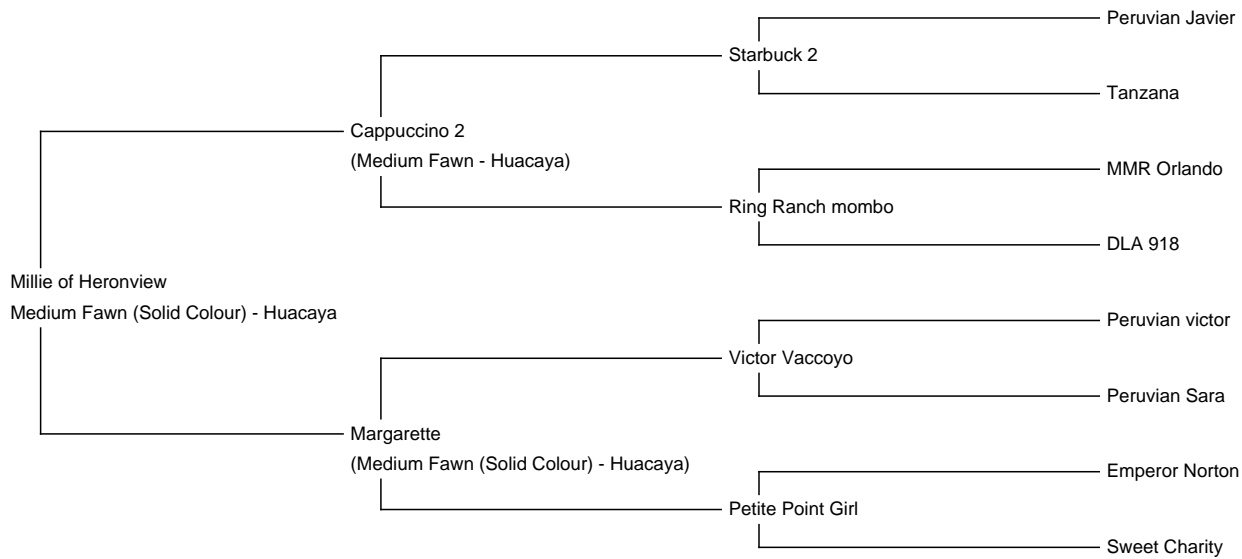 Peruvian Javier
Starbuck 2
Tanzana
Cappuccino 2
(Medium Fawn - Huacaya)
MMR Orlando
Ring Ranch mombo
DLA 918
Millie of Heronview
Medium Fawn (Solid Colour) - Huacaya
Peruvian victor
Victor Vaccoyo
Peruvian Sara
Margarette
(Medium Fawn (Solid Colour) - Huacaya)
Emperor Norton
Petite Point Girl
Sweet Charity